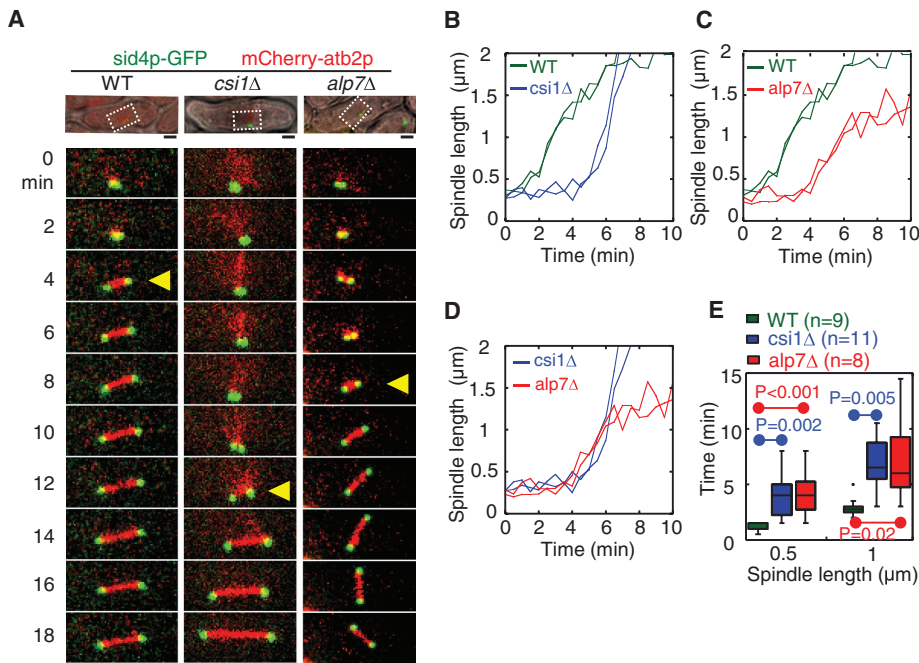 A
sid4p-GFP mCherry-atb2p
WT csi1Δ alp7Δ
0
min
2
4
6
8
10
12
14
16
18
B
WT
csi1Δ
Spindle length (µm)
2
1.5
1
0.5
0
0 2 4 6 8 10
Time (min)
C
WT
alp7Δ
Spindle length (µm)
2
1.5
1
0.5
0
0 2 4 6 8 10
Time (min)
D
csi1Δ
alp7Δ
Spindle length (µm)
2
1.5
1
0.5
0
0 2 4 6 8 10
Time (min)
E
WT (n=9)
csi1Δ (n=11)
alp7Δ (n=8)
Time (min)
15
10
5
0
P<0.001
P=0.002
P=0.005
P=0.02
0.5 1
Spindle length (µm)